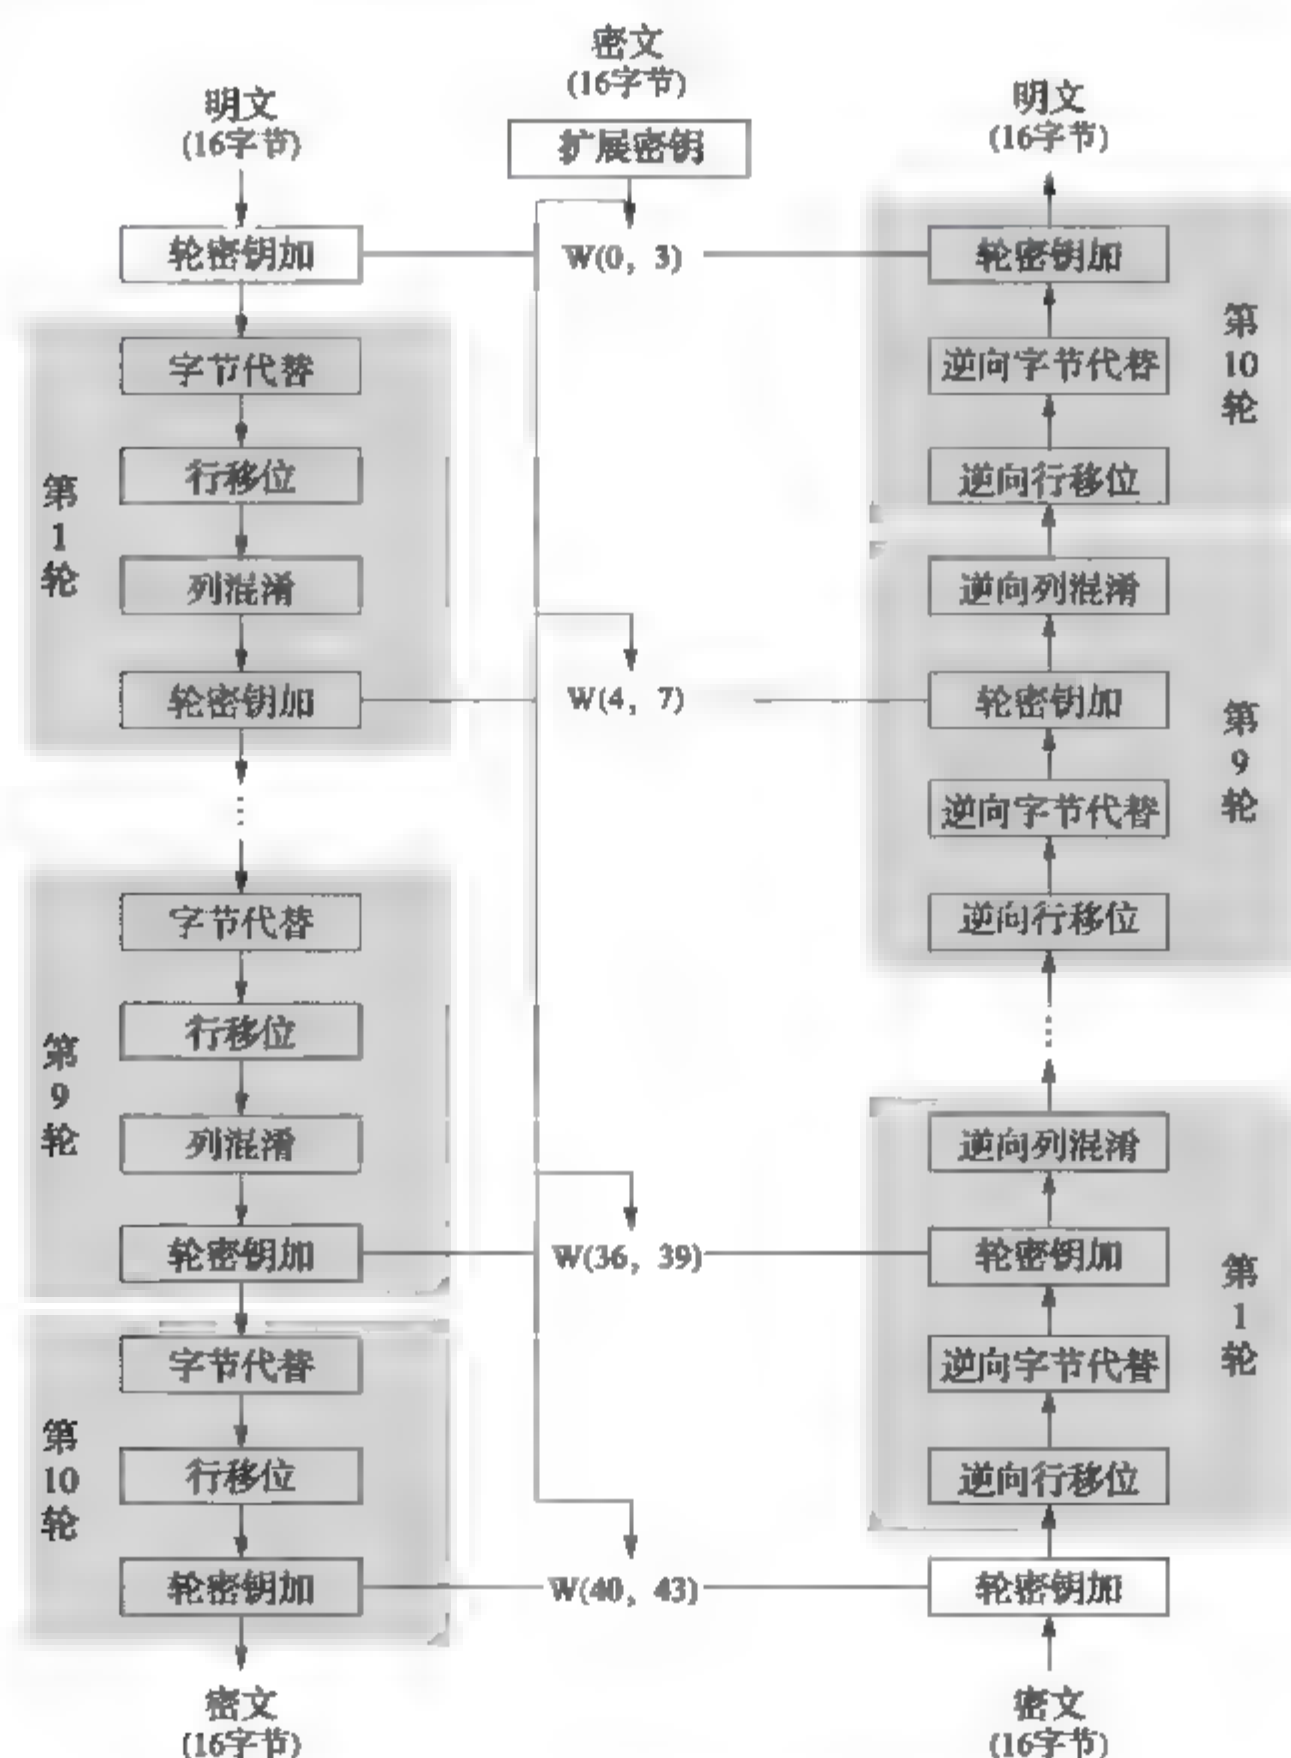 明文
(16字节)
轮密钥加
第1轮
字节代替
行移位
列混淆
轮密钥加
⋮
第9轮
字节代替
行移位
列混淆
轮密钥加
第10轮
字节代替
行移位
轮密钥加
密文
(16字节)
密文
(16字节)
扩展密钥
W(0, 3)
W(4, 7)
W(36, 39)
W(40, 43)
明文
(16字节)
轮密钥加
第10轮
逆向字节代替
逆向行移位
逆向列混淆
轮密钥加
第9轮
逆向字节代替
逆向行移位
⋮
逆向列混淆
轮密钥加
第1轮
逆向字节代替
逆向行移位
轮密钥加
密文
(16字节)